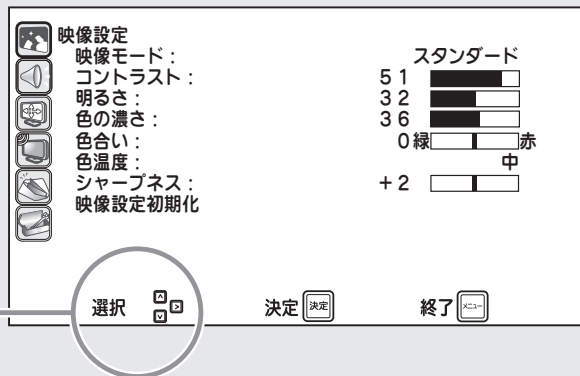 映像設定
映像モード： スタンダード
コントラスト： 51
明るさ： 32
色の濃さ： 36
色合い： 0緑 赤
色温度： 中
シャープネス： +2
映像設定初期化
選択 決定 決定 終了 メニュー